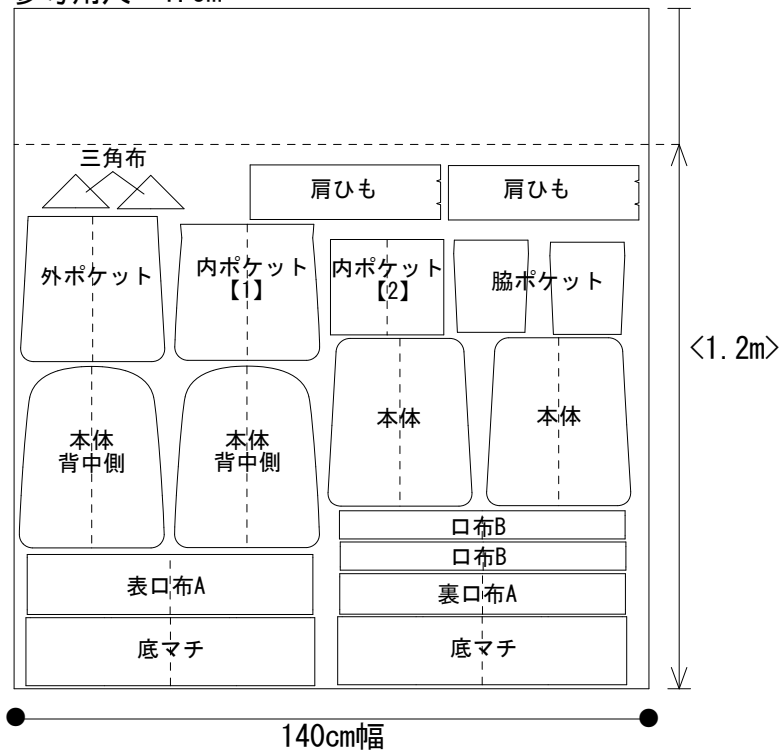 三角布
肩ひも
肩ひも
外ポケット
内ポケット
【1】
内ポケット
【2】
脇ポケット
<1.2m>
本体
背中側
本体
背中側
本体
本体
口布B
口布B
表口布A
裏口布A
底マチ
底マチ
140cm幅